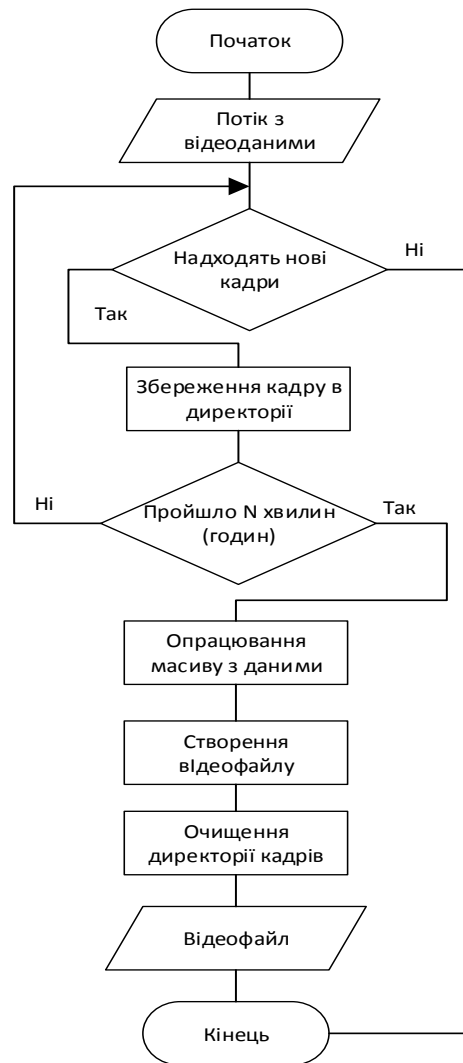 Початок
Потік з
відеоданими
Надходять нові
кадри
Ні
Так
Збереження кадру в
директорії
Ні
Пройшло N хвилин
(годин)
Так
Опрацювання
масиву з даними
Створення
вІдеофайлу
Очищення
директорії кадрів
Відеофайл
Кінець